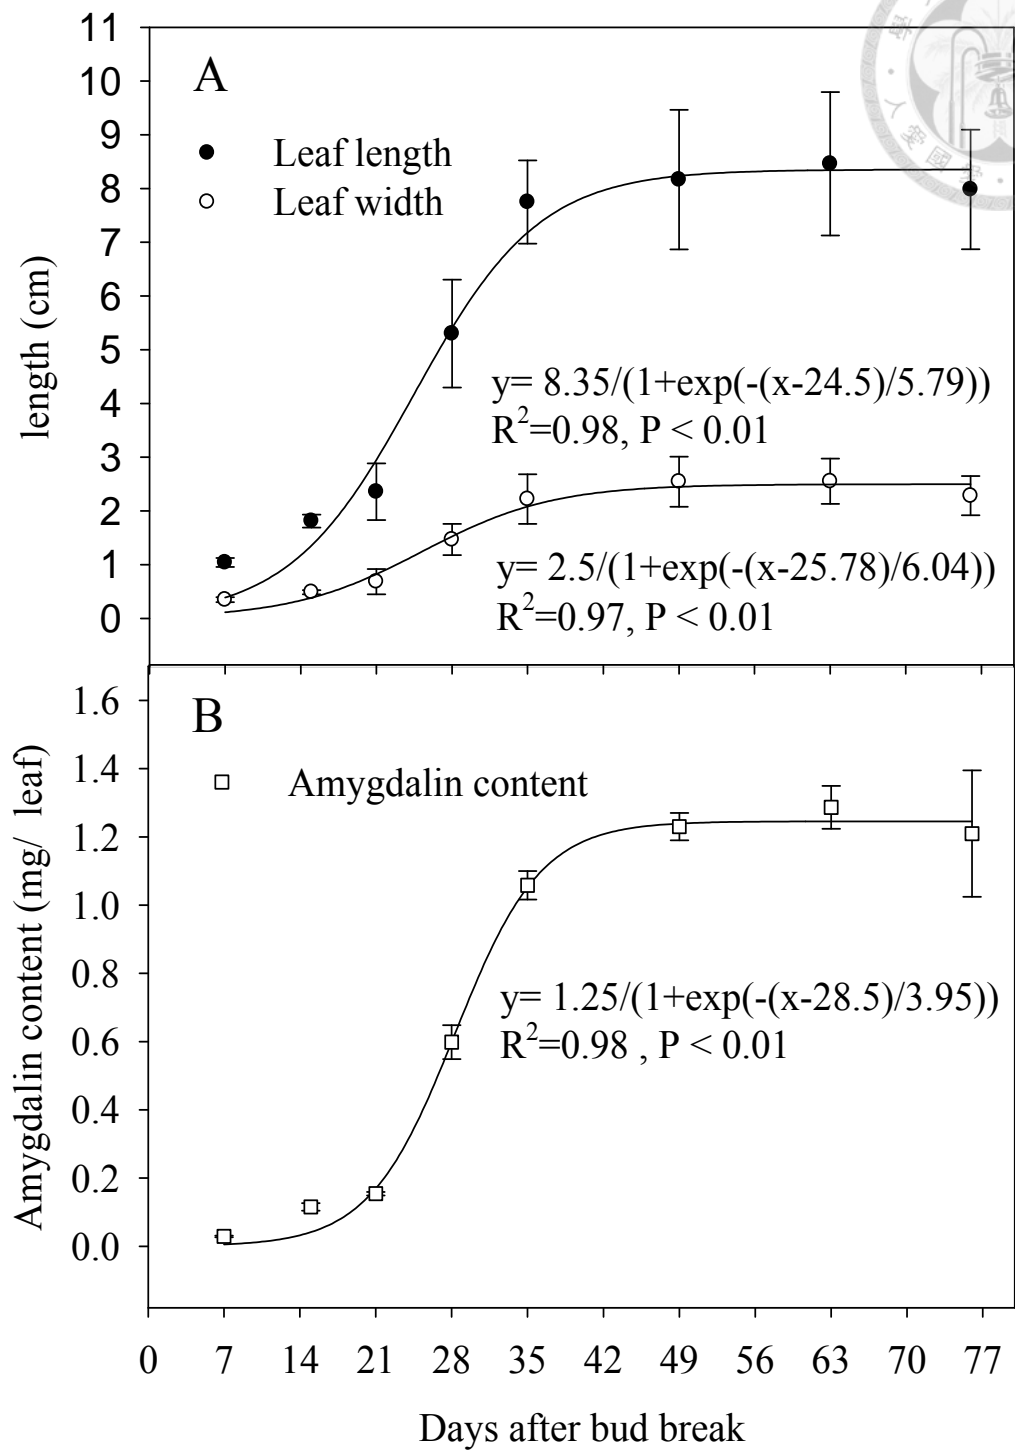 11
A
10
9
Leaf length
8
Leaf width
7
6
5
4
3
2
1
0
length (cm)
y= 8.35/(1+exp(-(x-24.5)/5.79))
R²=0.98, P < 0.01
y= 2.5/(1+exp(-(x-25.78)/6.04))
R²=0.97, P < 0.01
B
1.6
1.4
Amygdalin content
1.2
1.0
0.8
0.6
0.4
0.2
0.0
Amygdalin content (mg/ leaf)
y= 1.25/(1+exp(-(x-28.5)/3.95))
R²=0.98 , P < 0.01
0 7 14 21 28 35 42 49 56 63 70 77
Days after bud break
學
人 愛 國